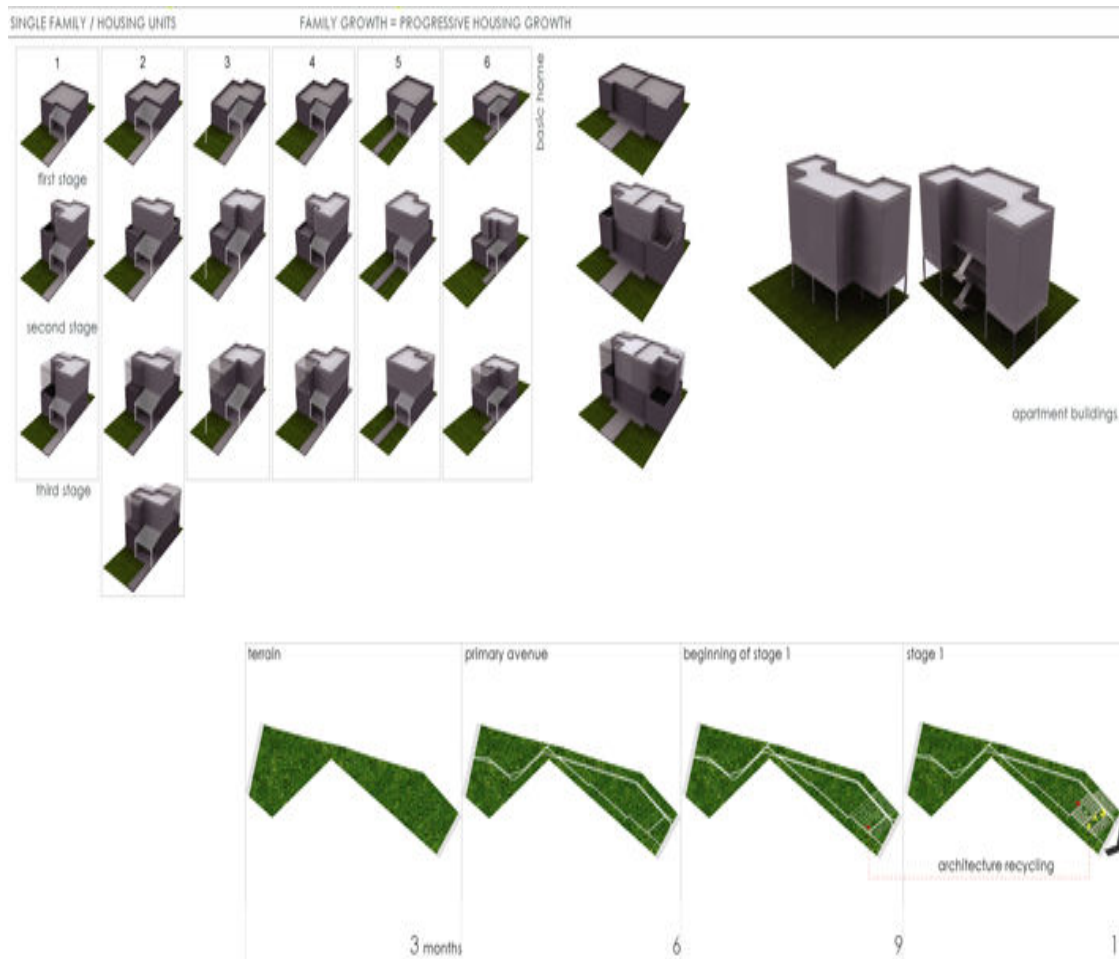 SINGLE FAMILY / HOUSING UNITS
FAMILY GROWTH = PROGRESSIVE HOUSING GROWTH
1 2 3 4 5 6
basic home
first stage
second stage
apartment buildings
third stage
terrain
primary avenue
beginning of stage 1
stage 1
architecture recycling
3 months
6
9
1